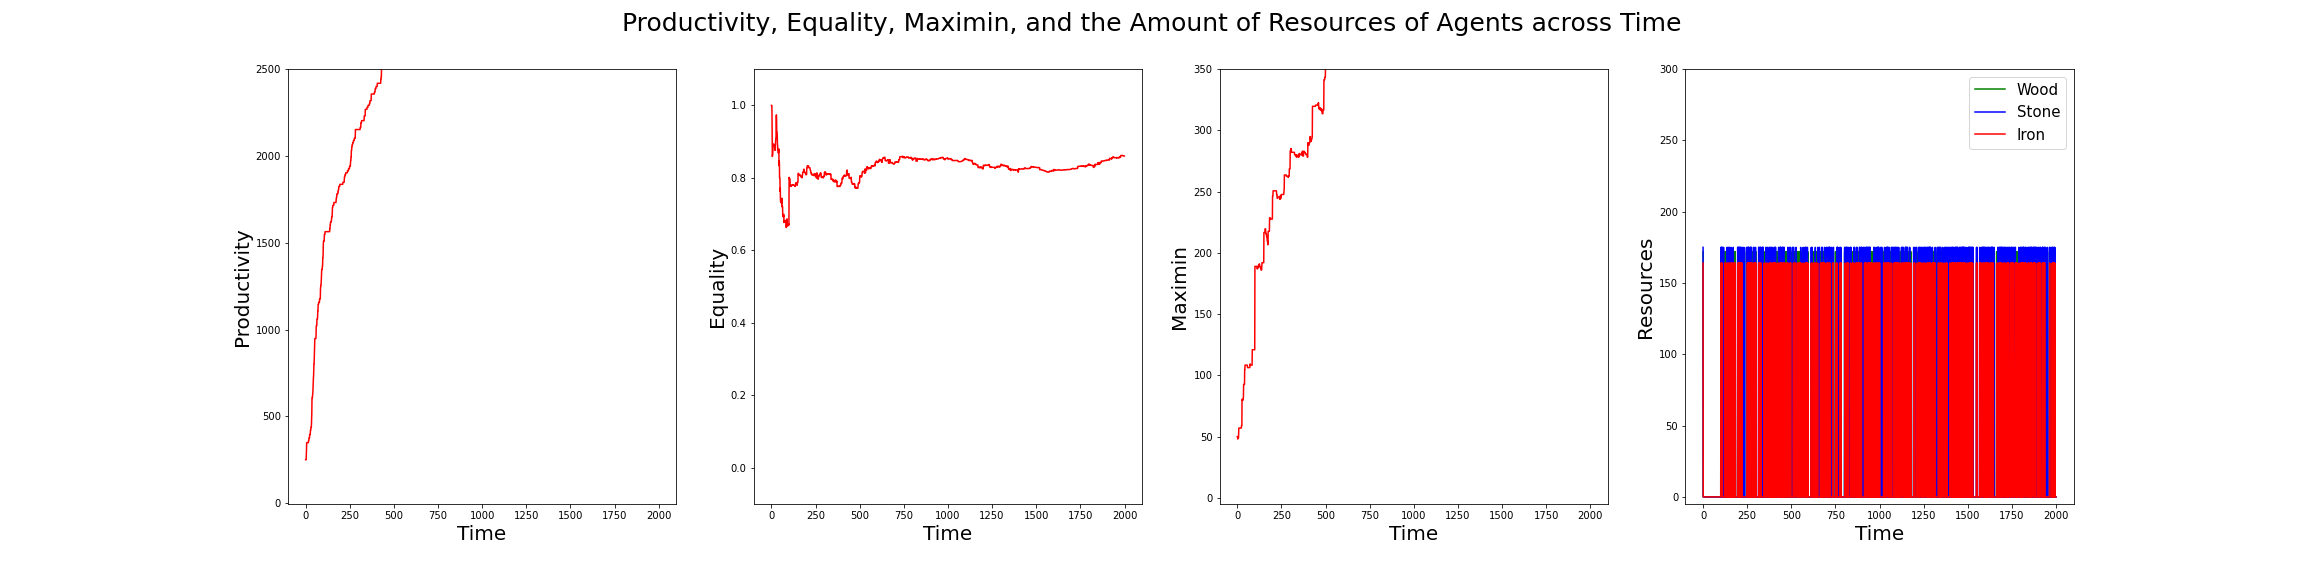 Productivity, Equality, Maximin, and the Amount of Resources of Agents across Time
Productivity
2500
2000
1500
1000
500
0
0 250 500 750 1000 1250 1500 1750 2000
Time
Equality
1.0
0.8
0.6
0.4
0.2
0.0
0 250 500 750 1000 1250 1500 1750 2000
Time
Maximin
350
300
250
200
150
100
50
0
0 250 500 750 1000 1250 1500 1750 2000
Time
Resources
300
250
200
150
100
50
0
0 250 500 750 1000 1250 1500 1750 2000
Time
Wood
Stone
Iron